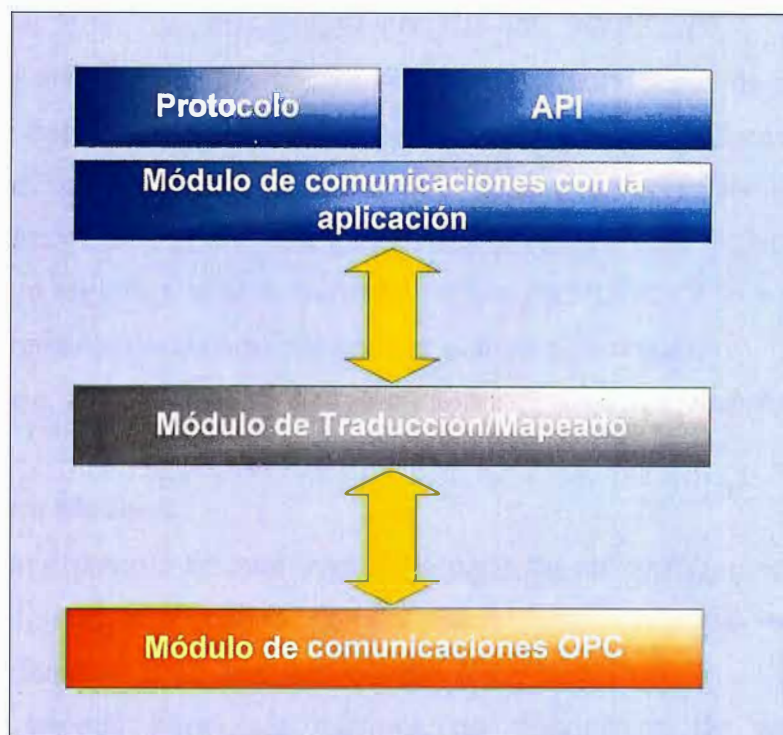 Protocolo
API
Módulo de comunicaciones con la
aplicación
Módulo de Traducción/Mapeado
Módulo de comunicaciones OPC